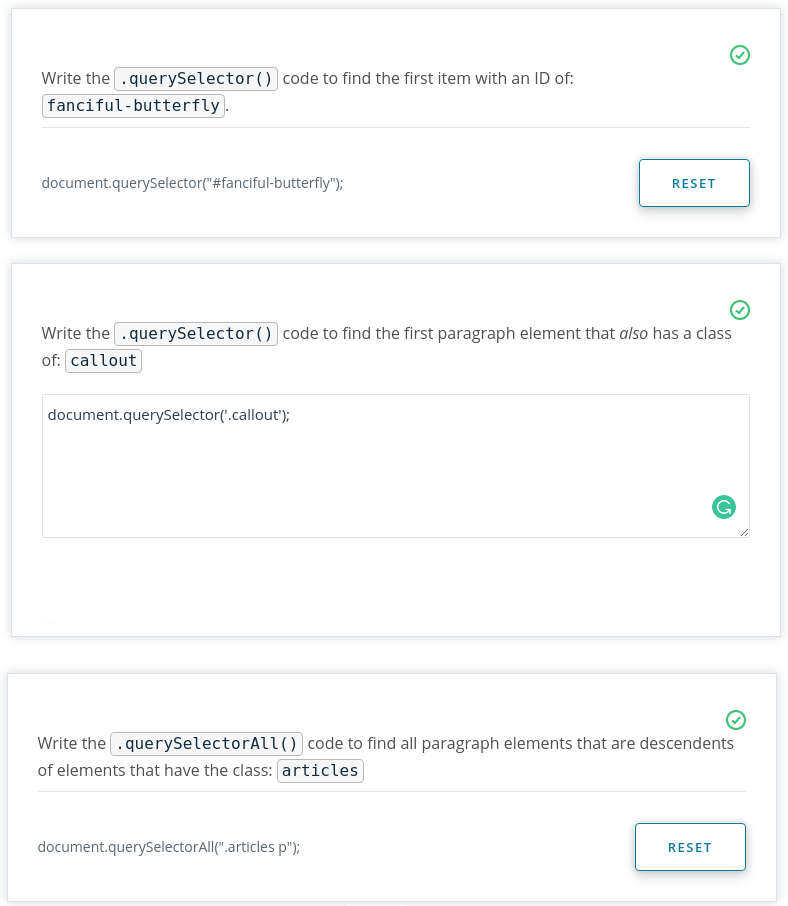 Write the .querySelector() code to find the first item with an ID of:
fanciful-butterfly.
document.querySelector("#fanciful-butterfly");
RESET
Write the .querySelector() code to find the first paragraph element that also has a class
of: callout
document.querySelector('.callout');
Write the .querySelectorAll() code to find all paragraph elements that are descendents
of elements that have the class: articles
document.querySelectorAll(".articles p");
RESET